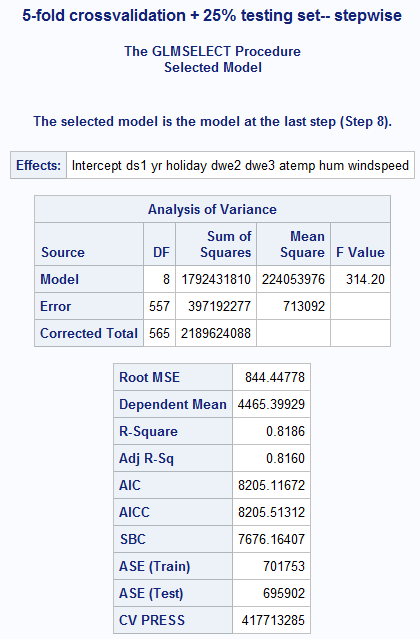 5-fold crossvalidation + 25% testing set-- stepwise
The GLMSELECT Procedure
Selected Model
The selected model is the model at the last step (Step 8).
Effects: Intercept ds1 yr holiday dwe2 dwe3 atemp hum windspeed
Analysis of Variance
Source DF Sum of Squares Mean Square F Value
Model 8 1792431810 224053976 314.20
Error 557 397192277 713092
Corrected Total 565 2189624088
Root MSE 844.44778
Dependent Mean 4465.39929
R-Square 0.8186
Adj R-Sq 0.8160
AIC 8205.11672
AICC 8205.51312
SBC 7676.16407
ASE (Train) 701753
ASE (Test) 695902
CV PRESS 417713285